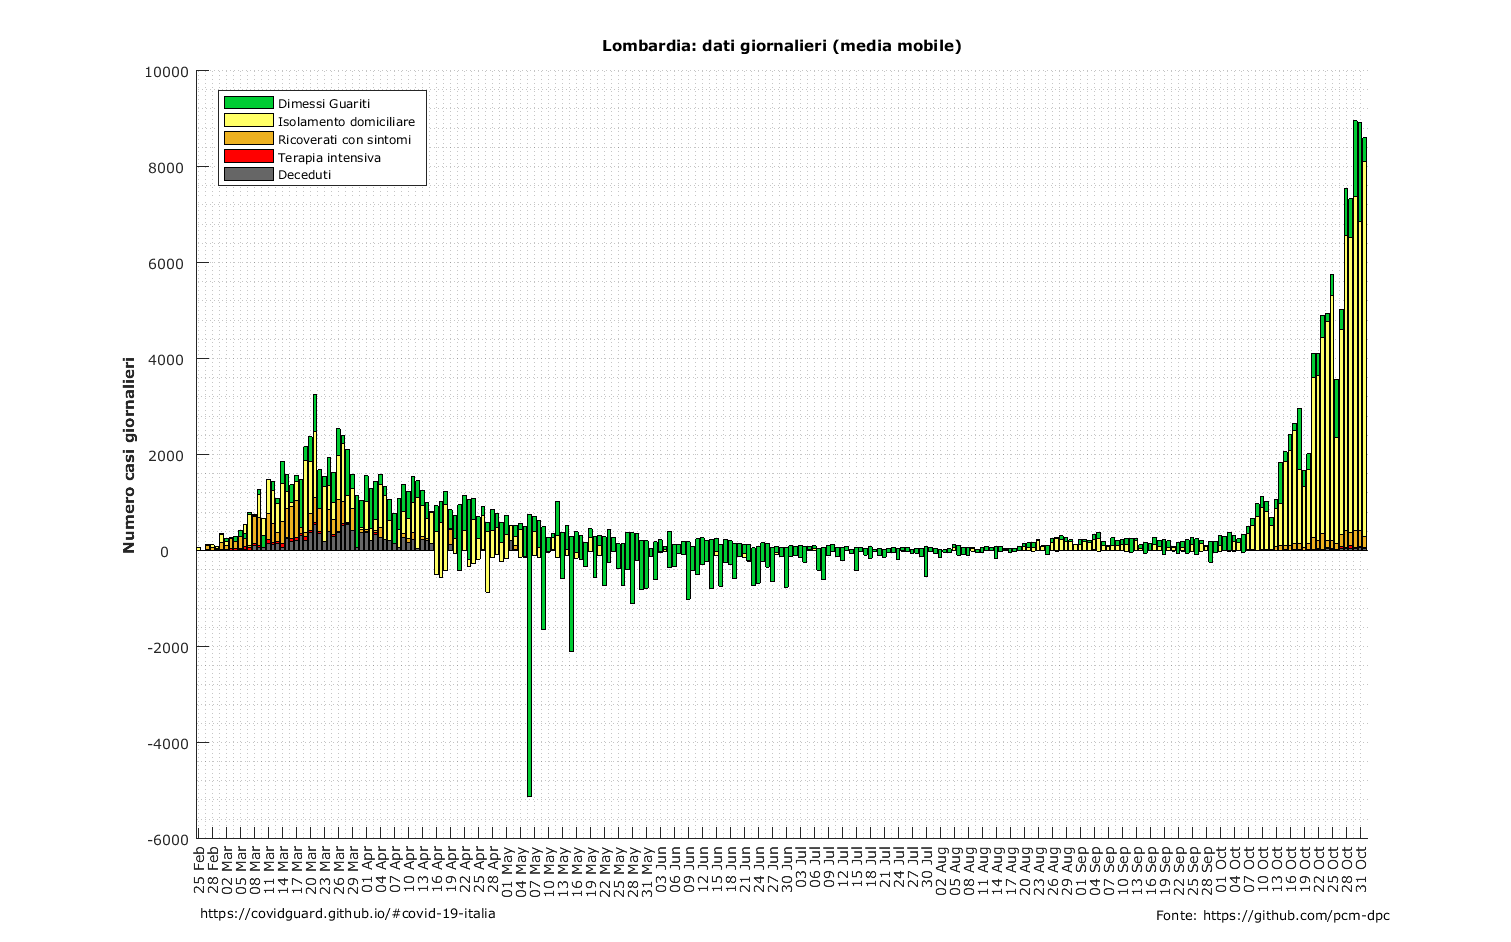 Lombardia: dati giornalieri (media mobile)
Numero casi giornalieri
10000
8000
6000
4000
2000
0
-2000
-4000
-6000
Dimessi Guariti
Isolamento domiciliare
Ricoverati con sintomi
Terapia intensiva
Deceduti
25 Feb
28 Feb
02 Mar
05 Mar
08 Mar
11 Mar
14 Mar
17 Mar
20 Mar
23 Mar
26 Mar
29 Mar
01 Apr
04 Apr
07 Apr
10 Apr
13 Apr
16 Apr
19 Apr
22 Apr
25 Apr
28 Apr
01 May
04 May
07 May
10 May
13 May
16 May
19 May
22 May
25 May
28 May
31 May
03 Jun
06 Jun
09 Jun
12 Jun
15 Jun
18 Jun
21 Jun
24 Jun
27 Jun
30 Jun
03 Jul
06 Jul
09 Jul
12 Jul
15 Jul
18 Jul
21 Jul
24 Jul
27 Jul
30 Jul
02 Aug
05 Aug
08 Aug
11 Aug
14 Aug
17 Aug
20 Aug
23 Aug
26 Aug
29 Aug
01 Sep
04 Sep
07 Sep
10 Sep
13 Sep
16 Sep
19 Sep
22 Sep
25 Sep
28 Sep
01 Oct
04 Oct
07 Oct
10 Oct
13 Oct
16 Oct
19 Oct
22 Oct
25 Oct
28 Oct
31 Oct
https://covidguard.github.io/#covid-19-italia
Fonte: https://github.com/pcm-dpc